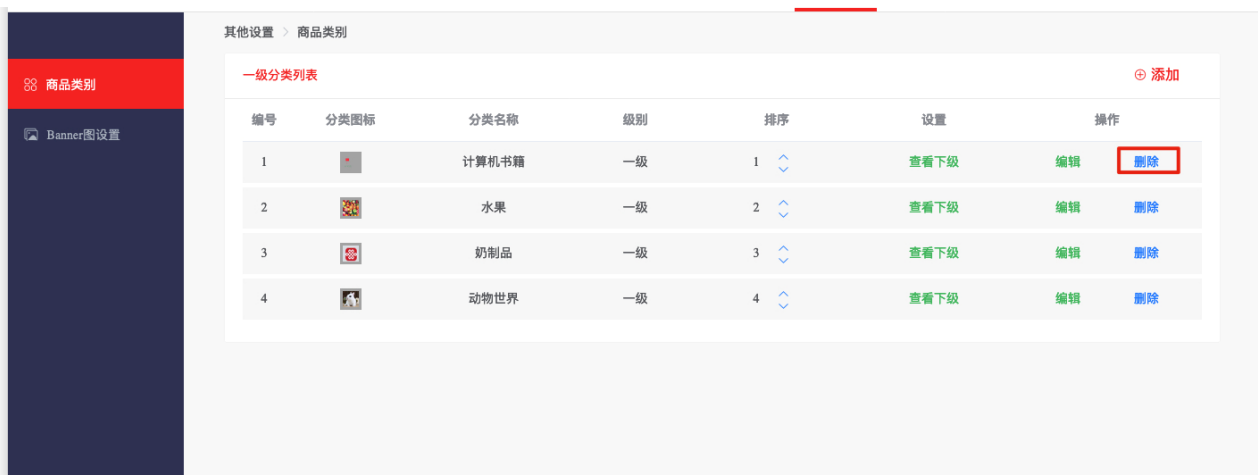 其他设置 > 商品类别
商品类别
Banner图设置
一级分类列表 添加
编号 分类图标 分类名称 级别 排序 设置 操作
1 计算机书籍 一级 1 查看下级 编辑 删除
2 水果 一级 2 查看下级 编辑 删除
3 奶制品 一级 3 查看下级 编辑 删除
4 动物世界 一级 4 查看下级 编辑 删除